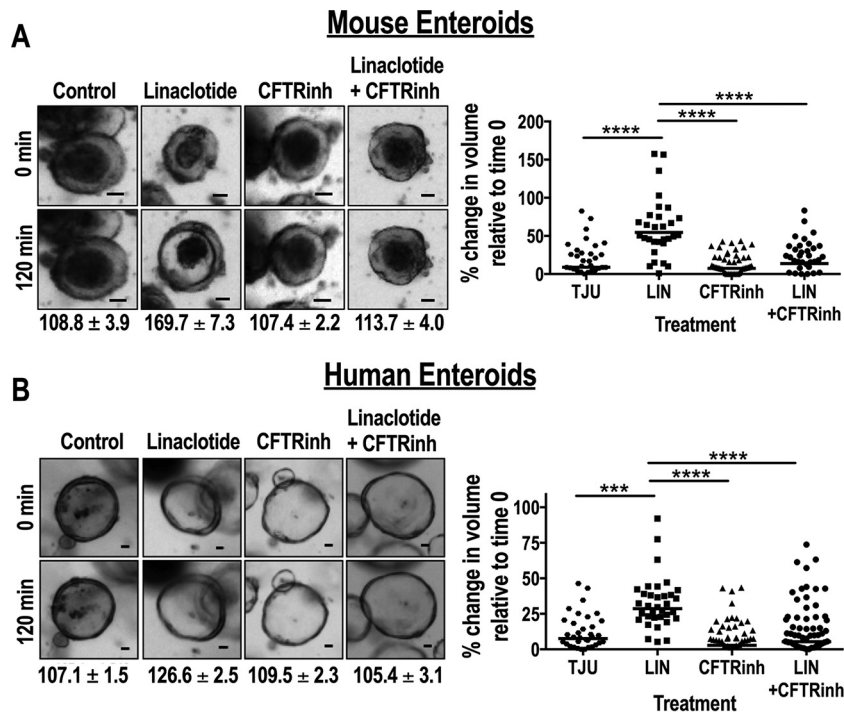 Mouse Enteroids
A
Control
Linaclotide
CFTRinh
Linaclotide
+ CFTRinh
0 min
120 min
108.8 ± 3.9
169.7 ± 7.3
107.4 ± 2.2
113.7 ± 4.0
% change in volume
relative to time 0
200
150
100
50
0
****
****
****
TJU
LIN
CFTRinh
LIN
+CFTRinh
Treatment
Human Enteroids
B
Control
Linaclotide
CFTRinh
Linaclotide
+ CFTRinh
0 min
120 min
107.1 ± 1.5
126.6 ± 2.5
109.5 ± 2.3
105.4 ± 3.1
% change in volume
relative to time 0
100
75
50
25
0
***
****
****
TJU
LIN
CFTRinh
LIN
+CFTRinh
Treatment